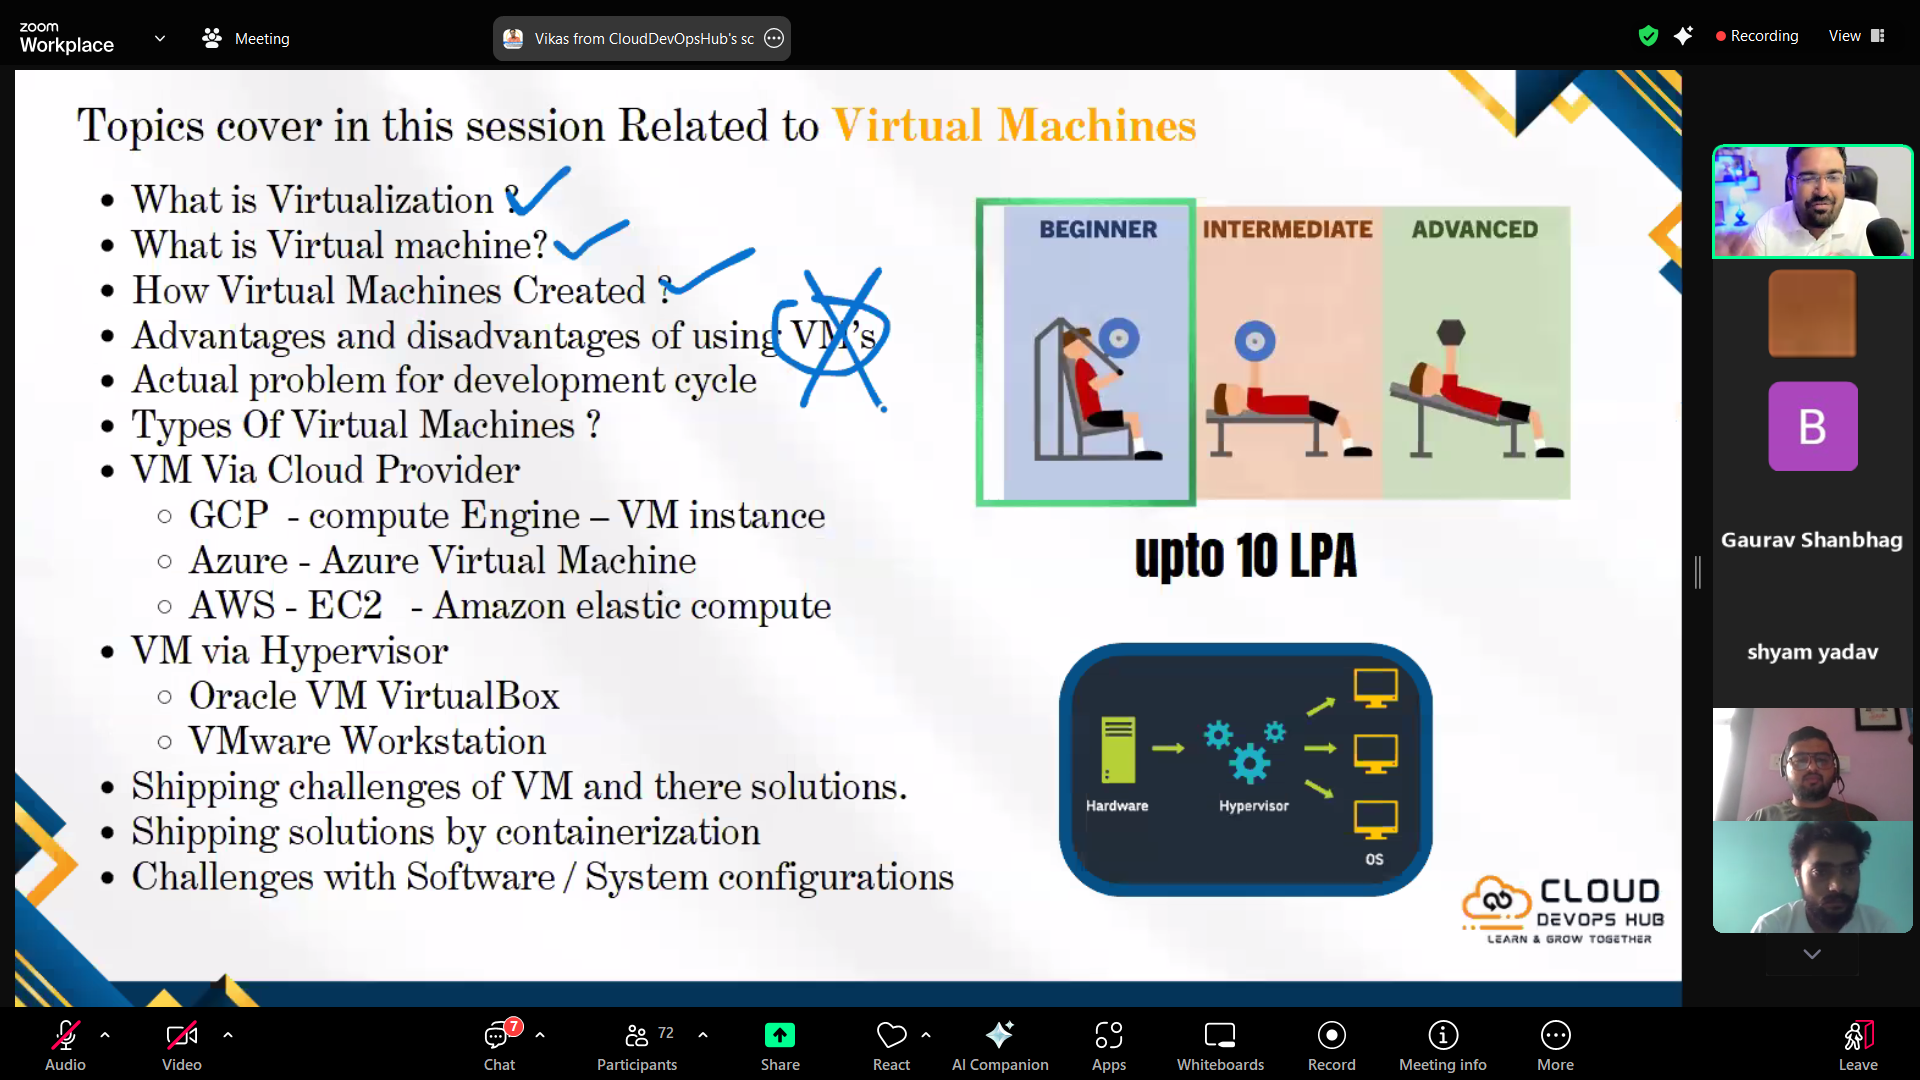 zoom
Workplace
Meeting
Vikas from CloudDevOpsHub's sc
Recording
View
Topics cover in this session Related to Virtual Machines
• What is Virtualization ?
• What is Virtual machine?
• How Virtual Machines Created ?
• Advantages and disadvantages of using VM's
• Actual problem for development cycle
• Types Of Virtual Machines ?
• VM Via Cloud Provider
○ GCP - compute Engine – VM instance
○ Azure - Azure Virtual Machine
○ AWS - EC2 - Amazon elastic compute
• VM via Hypervisor
○ Oracle VM VirtualBox
○ VMware Workstation
• Shipping challenges of VM and there solutions.
• Shipping solutions by containerization
• Challenges with Software / System configurations
BEGINNER
INTERMEDIATE
ADVANCED
upto 10 LPA
Hardware
Hypervisor
OS
CLOUD
DEVOPS HUB
LEARN & GROW TOGETHER
B
Gaurav Shanbhag
shyam yadav
Audio
Video
7
Chat
72
Participants
Share
React
AI Companion
Apps
Whiteboards
Record
Meeting info
More
Leave